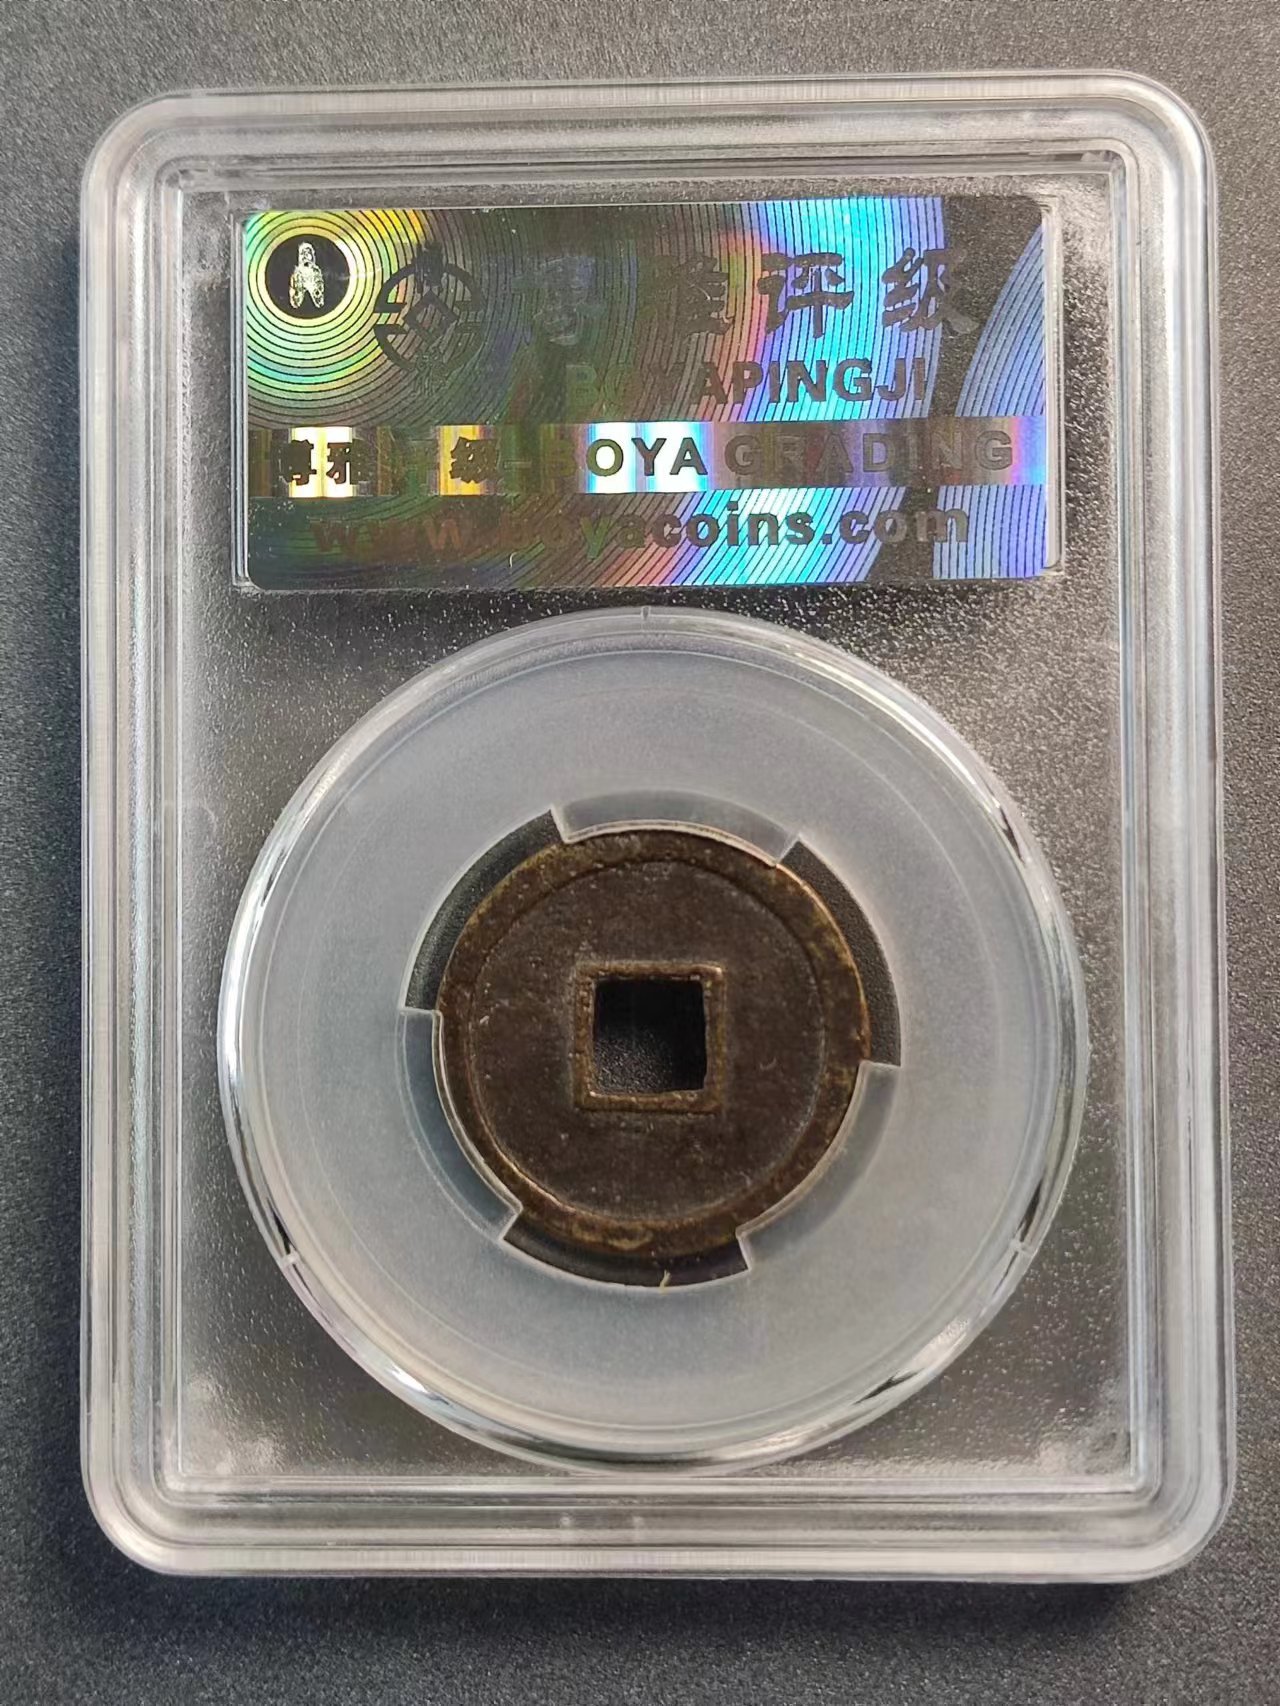 博雅评级
BOYAPINGJI
博雅评级-BOYA GRADING
www.boyacoins.com